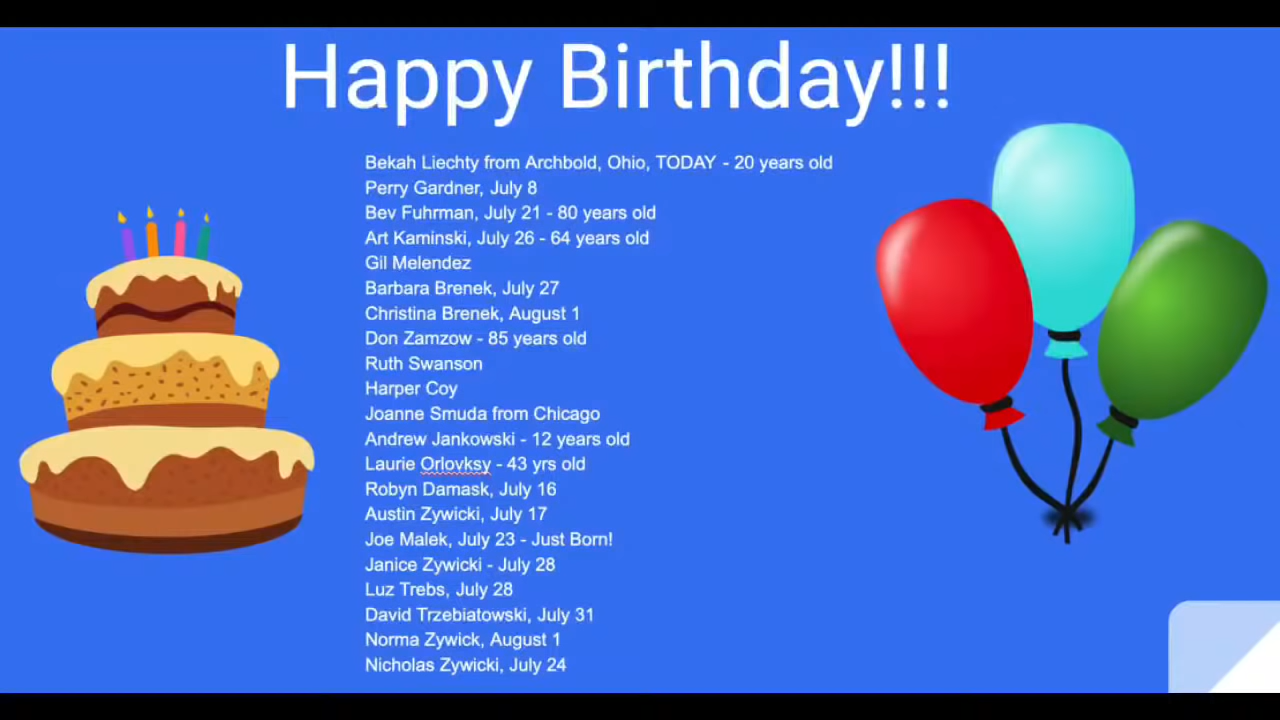 Happy Birthday!!!
Bekah Liechty from Archbold, Ohio, TODAY - 20 years old
Perry Gardner, July 8
Bev Fuhrman, July 21 - 80 years old
Art Kaminski, July 26 - 64 years old
Gil Melendez
Barbara Brenek, July 27
Christina Brenek, August 1
Don Zamzow - 85 years old
Ruth Swanson
Harper Coy
Joanne Smuda from Chicago
Andrew Jankowski - 12 years old
Laurie Orlovksy - 43 yrs old
Robyn Damask, July 16
Austin Zywicki, July 17
Joe Malek, July 23 - Just Born!
Janice Zywicki - July 28
Luz Trebs, July 28
David Trzebiatowski, July 31
Norma Zywick, August 1
Nicholas Zywicki, July 24